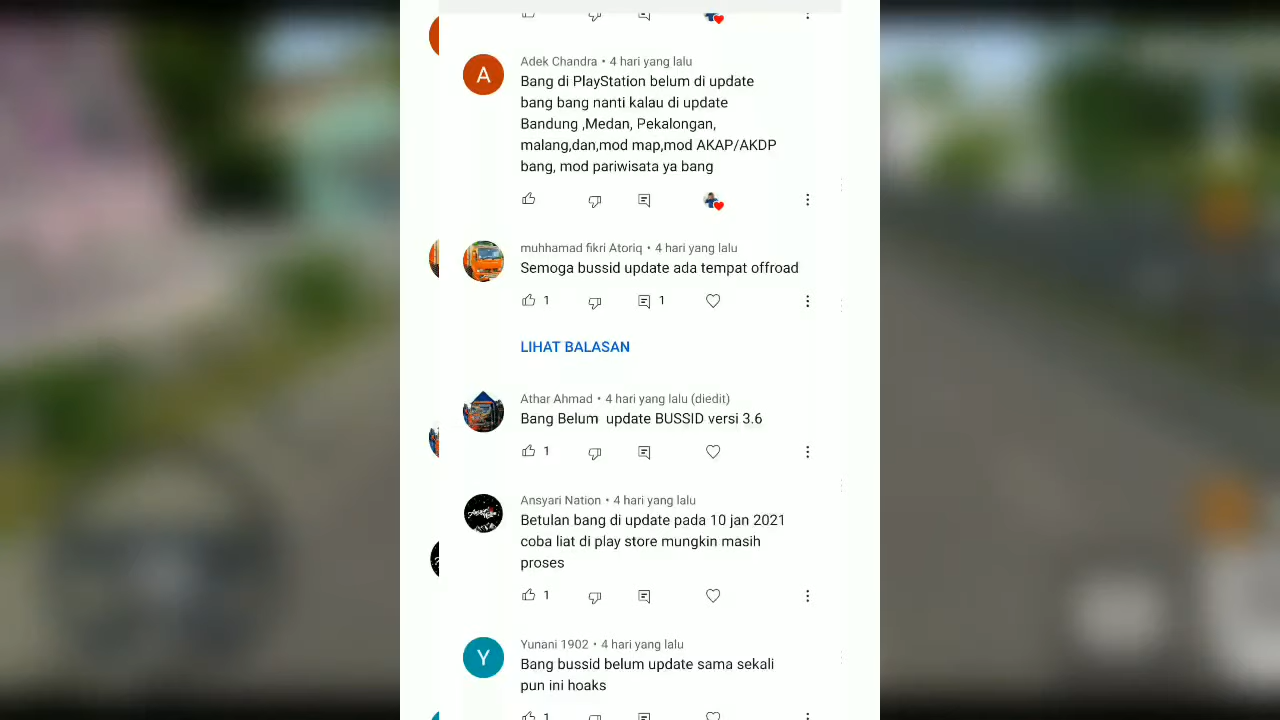 Adek Chandra • 4 hari yang lalu
Bang di PlayStation belum di update
bang bang nanti kalau di update
Bandung ,Medan, Pekalongan,
malang,dan,mod map,mod AKAP/AKDP
bang, mod pariwisata ya bang
muhhamad fikri Atoriq • 4 hari yang lalu
Semoga bussid update ada tempat offroad
1 1
LIHAT BALASAN
Athar Ahmad • 4 hari yang lalu (diedit)
Bang Belum  update BUSSID versi 3.6
1
Ansyari Nation • 4 hari yang lalu
Betulan bang di update pada 10 jan 2021
coba liat di play store mungkin masih
proses
1
Yunani 1902 • 4 hari yang lalu
Bang bussid belum update sama sekali
pun ini hoaks
1